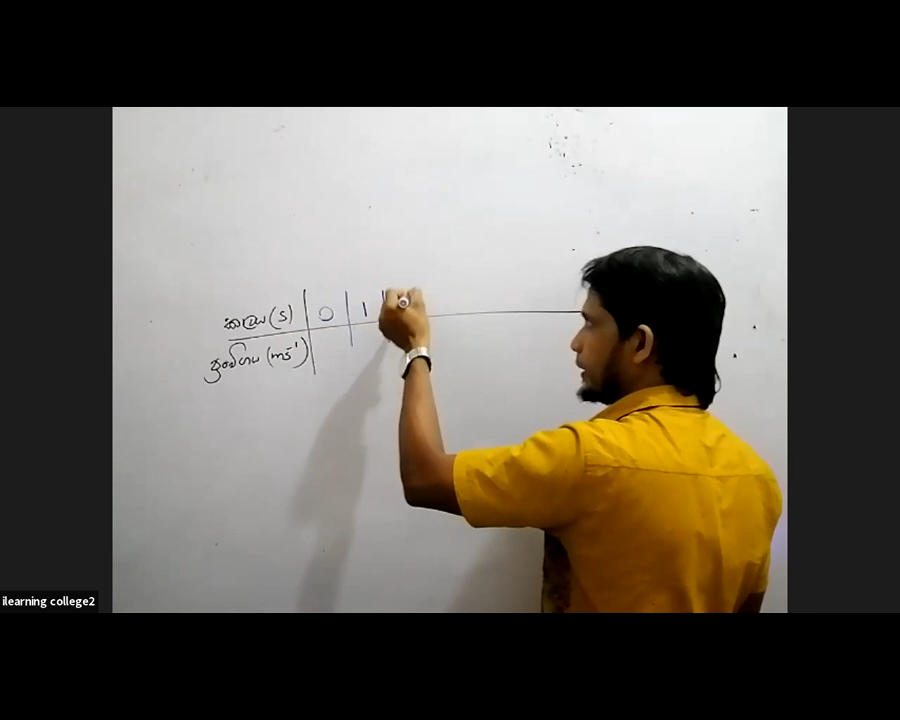 කාලය (s) | 0 | 1 |
ප්‍රවේගය (ms⁻¹) |
ilearning college2